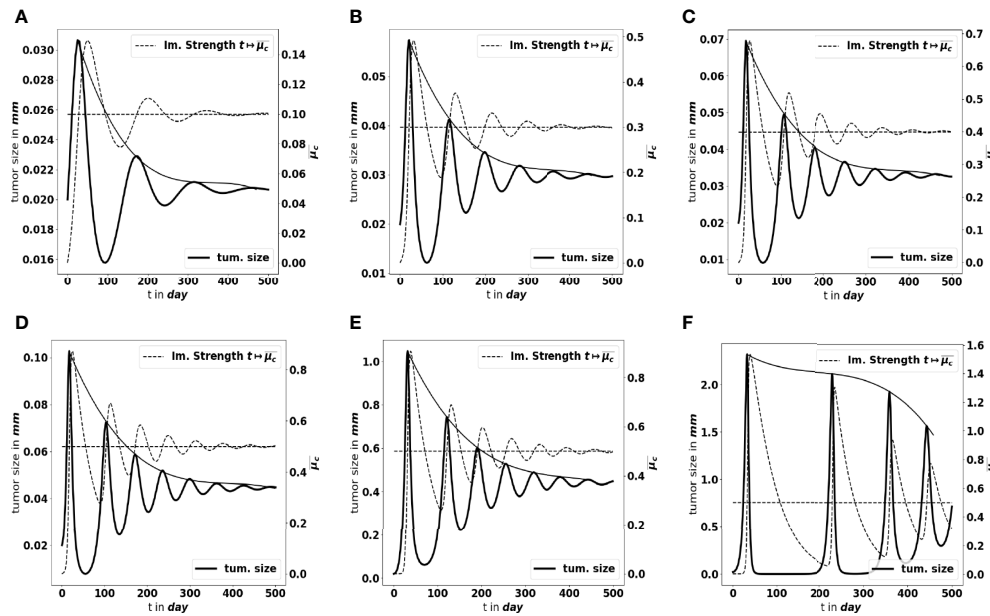 A
Im. Strength t ↦ μ̄c
0.030
0.028
0.026
0.024
0.022
0.020
0.018
0.016
tumor size in mm
0.14
0.12
0.10
0.08
0.06
0.04
0.02
0.00
μ̄c
tum. size
0 100 200 300 400 500
t in day
B
Im. Strength t ↦ μ̄c
0.05
0.04
0.03
0.02
0.01
tumor size in mm
0.5
0.4
0.3
0.2
0.1
0.0
μ̄c
tum. size
0 100 200 300 400 500
t in day
C
Im. Strength t ↦ μ̄c
0.07
0.06
0.05
0.04
0.03
0.02
0.01
tumor size in mm
0.7
0.6
0.5
0.4
0.3
0.2
0.1
0.0
tum. size
0 100 200 300 400 500
t in day
D
Im. Strength t ↦ μ̄c
0.10
0.08
0.06
0.04
0.02
tumor size in mm
0.8
0.6
0.4
0.2
0.0
μ̄c
tum. size
0 100 200 300 400 500
t in day
E
Im. Strength t ↦ μ̄c
1.0
0.8
0.6
0.4
0.2
0.0
tumor size in mm
0.8
0.6
0.4
0.2
0.0
μ̄c
tum. size
0 100 200 300 400 500
t in day
F
Im. Strength t ↦ μ̄c
2.0
1.5
1.0
0.5
0.0
tumor size in mm
1.6
1.4
1.2
1.0
0.8
0.6
0.4
0.2
0.0
μ̄c
tum. size
0 100 200 300 400 500
t in day